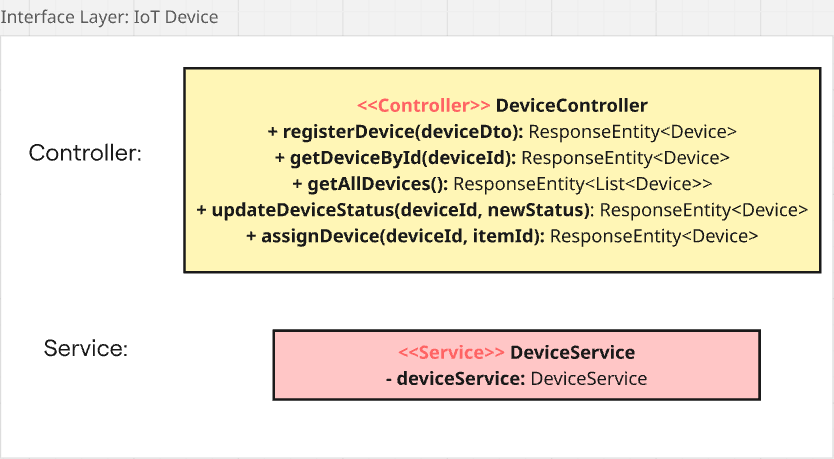 Interface Layer: IoT Device
Controller:
<<Controller>> DeviceController
+ registerDevice(deviceDto): ResponseEntity<Device>
+ getDeviceById(deviceId): ResponseEntity<Device>
+ getAllDevices(): ResponseEntity<List<Device>>
+ updateDeviceStatus(deviceId, newStatus): ResponseEntity<Device>
+ assignDevice(deviceId, itemId): ResponseEntity<Device>
Service:
<<Service>> DeviceService
- deviceService: DeviceService